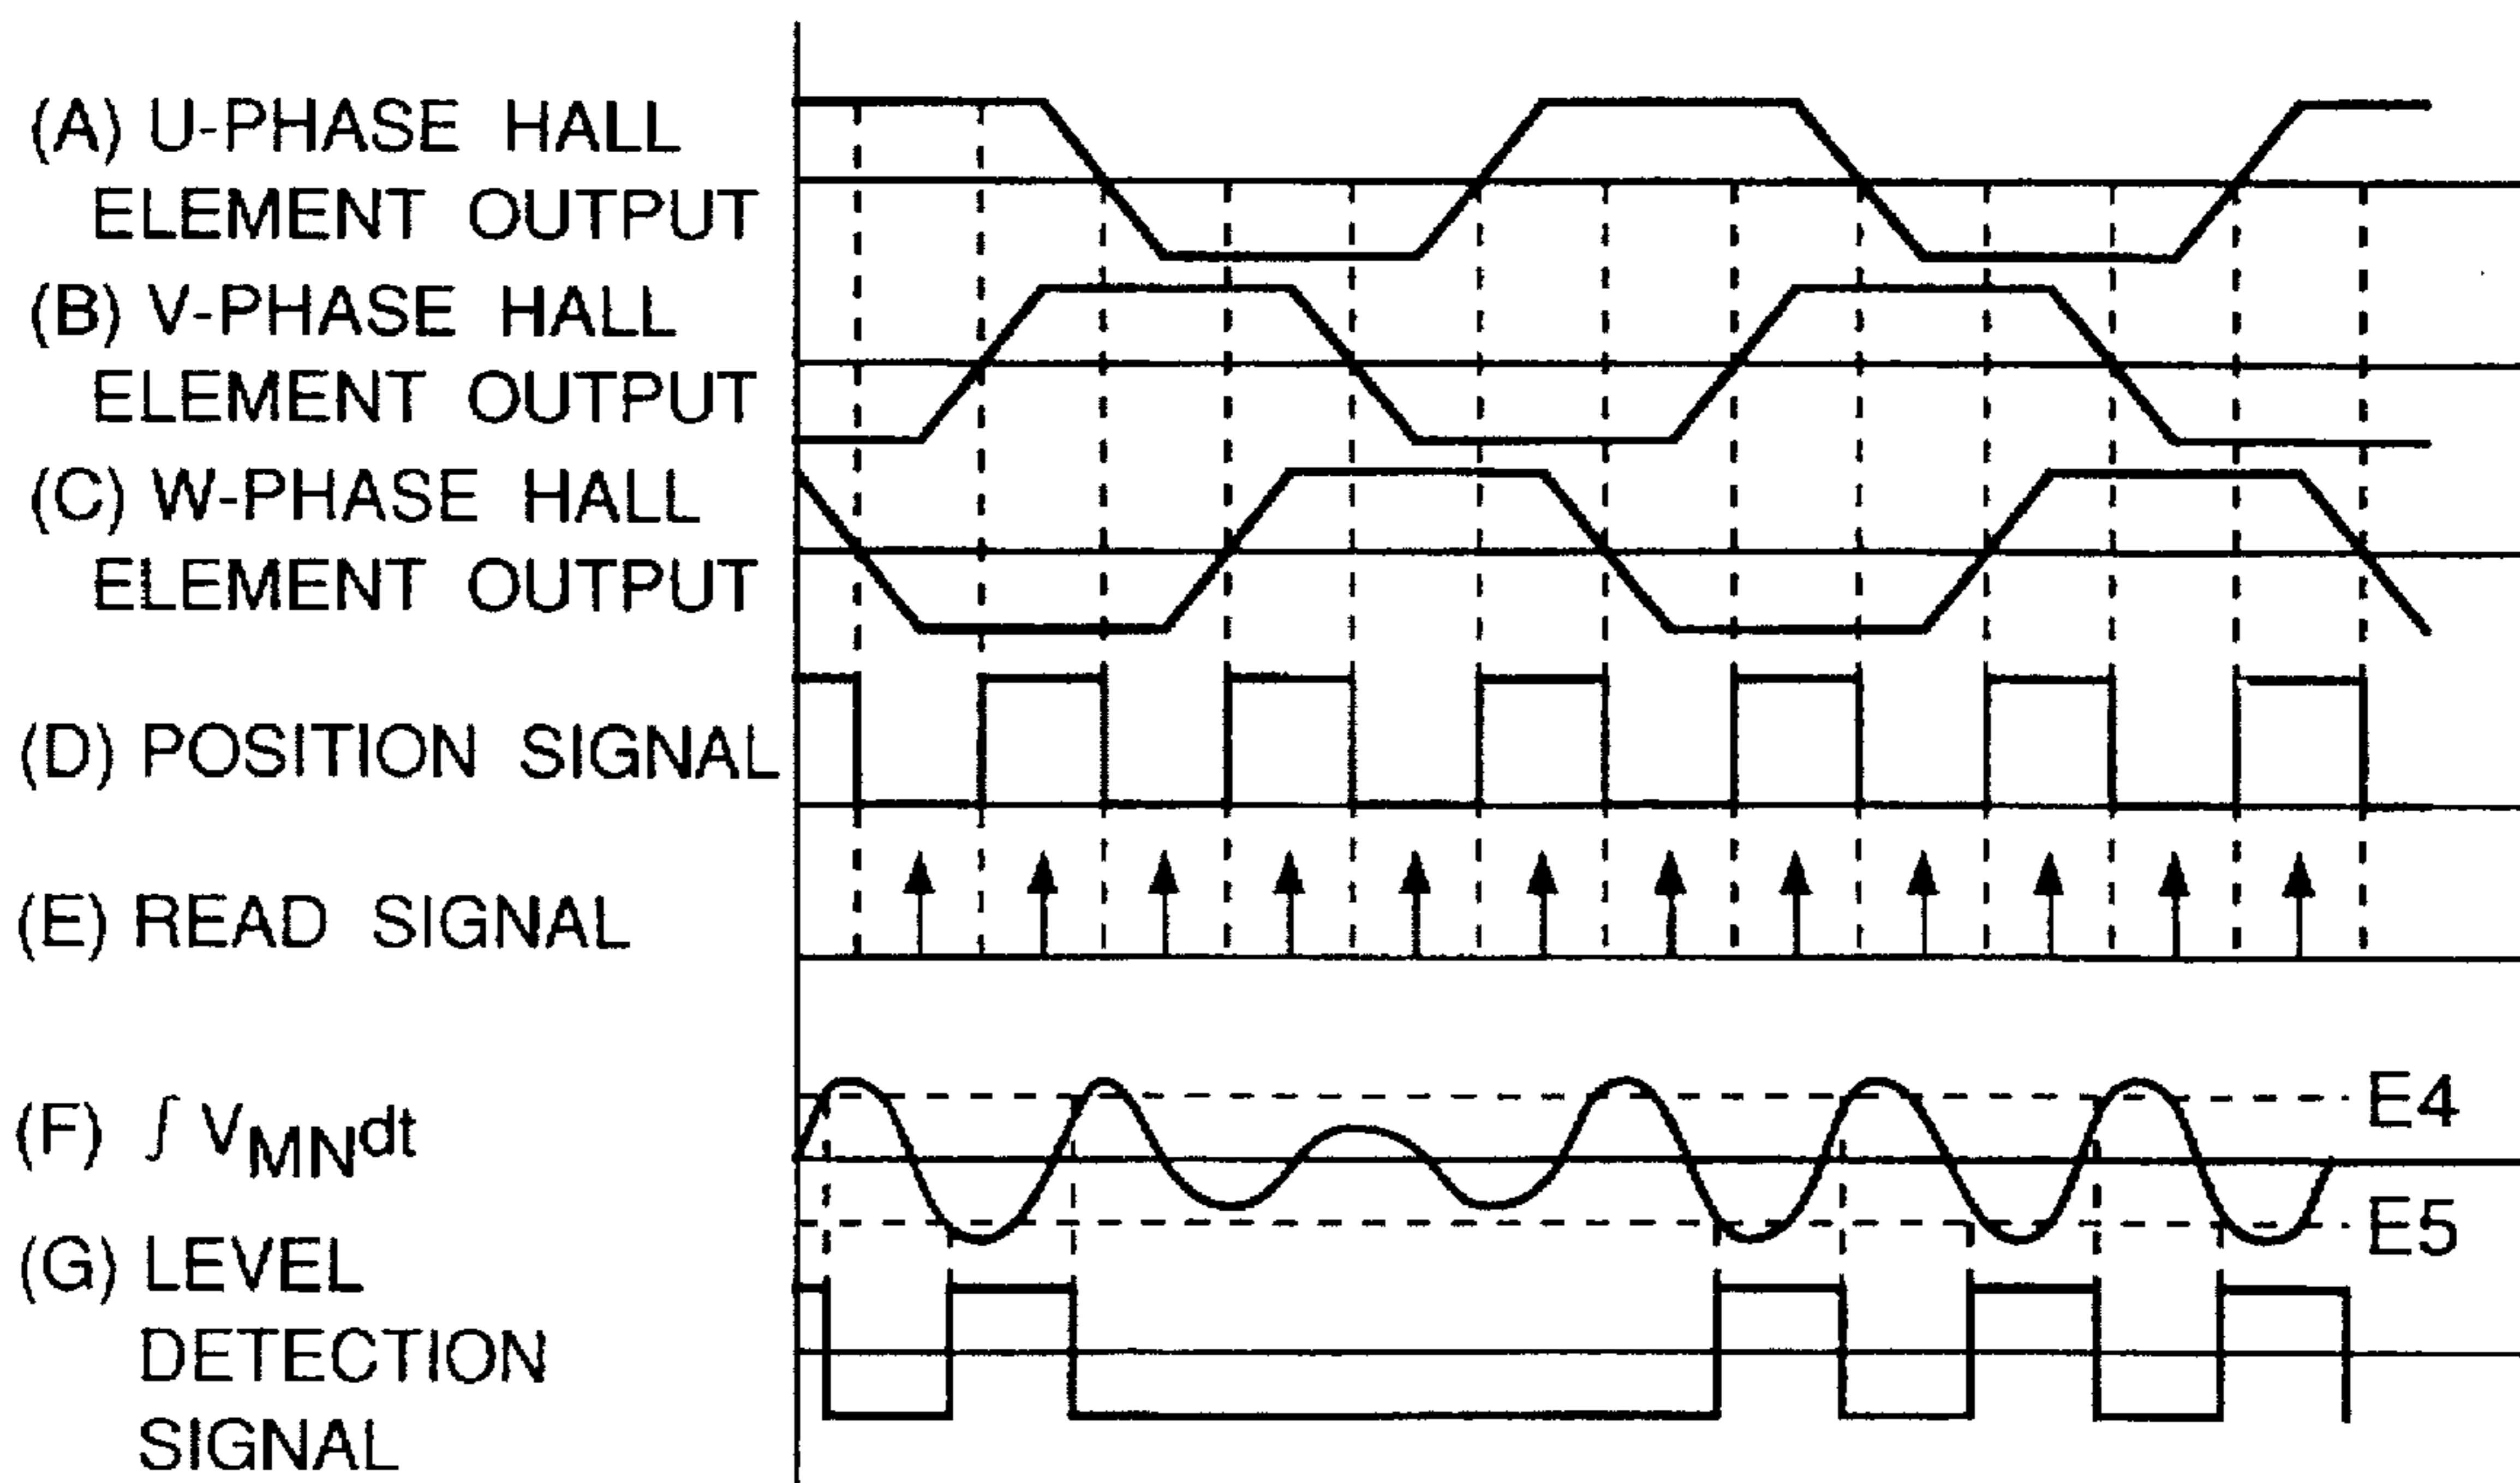 (A) U-PHASE HALL
ELEMENT OUTPUT
(B) V-PHASE HALL
ELEMENT OUTPUT
(C) W-PHASE HALL
ELEMENT OUTPUT
(D) POSITION SIGNAL
(E) READ SIGNAL
(F) ∫ VMNdt
E4
E5
(G) LEVEL
DETECTION
SIGNAL